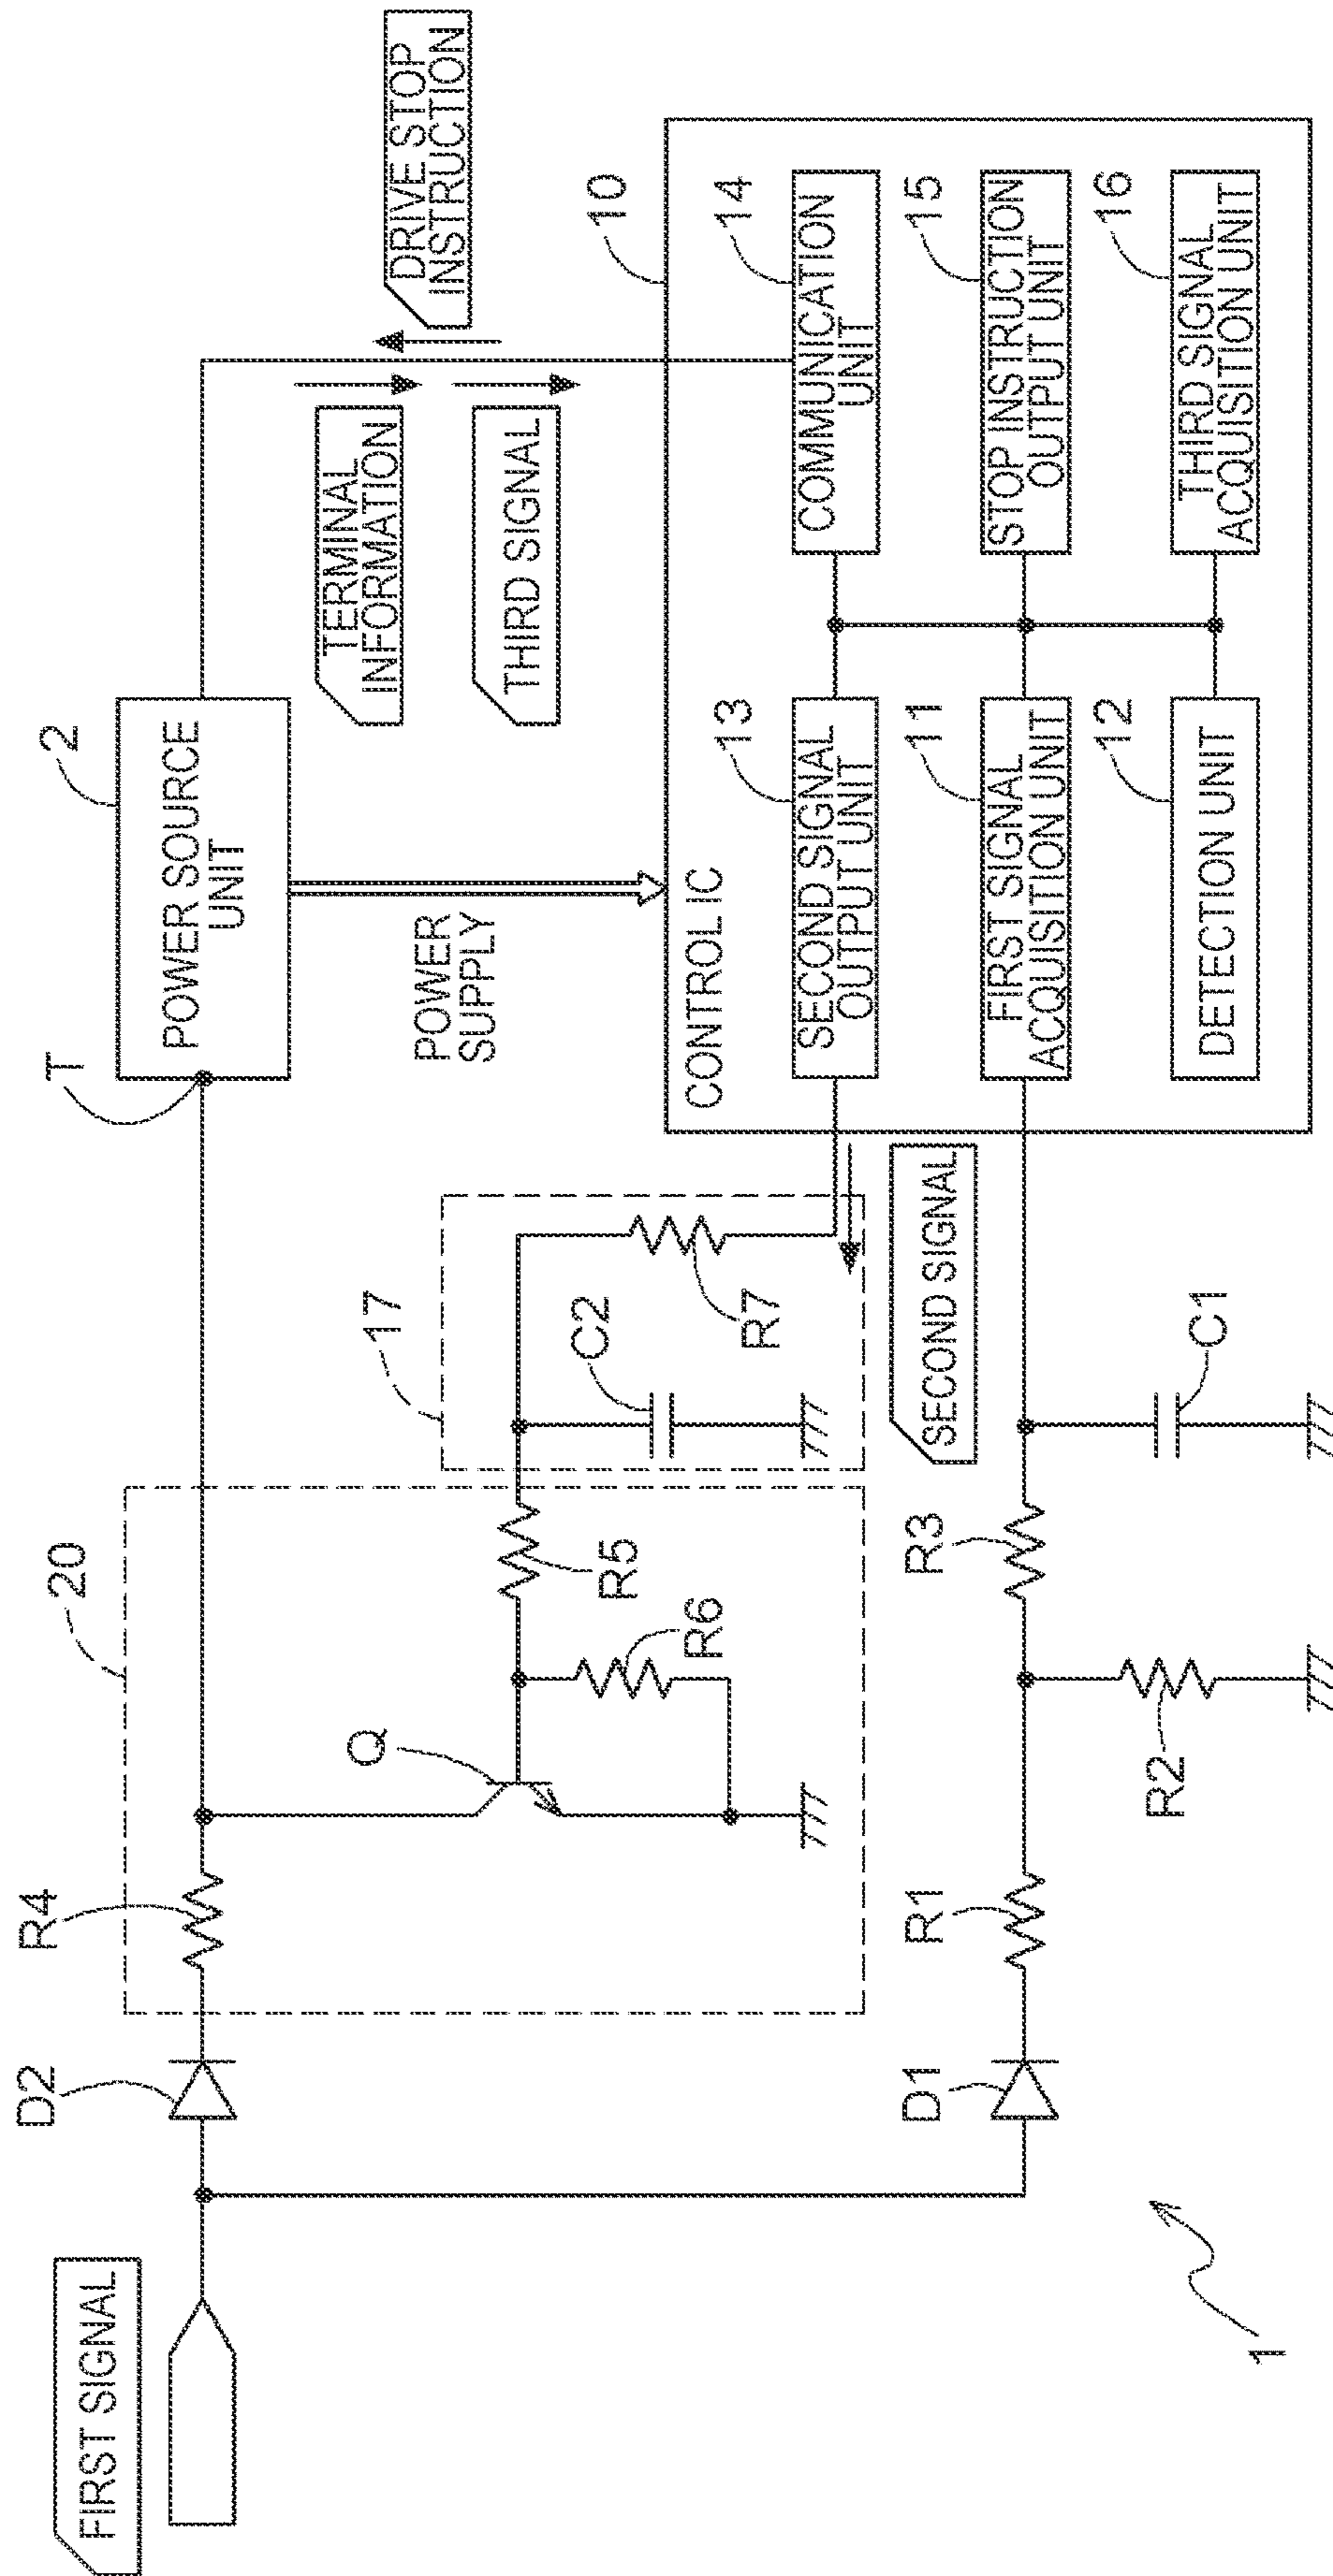 FIRST SIGNAL
D2
R4
20
Q
R5
R6
17
C2
R7
T
2
POWER SOURCE
UNIT
POWER
SUPPLY
TERMINAL
INFORMATION
THIRD SIGNAL
DRIVE STOP
INSTRUCTION
10
CONTROL IC
13
SECOND SIGNAL
OUTPUT UNIT
14
COMMUNICATION
UNIT
11
FIRST SIGNAL
ACQUISITION UNIT
15
STOP INSTRUCTION
OUTPUT UNIT
12
DETECTION UNIT
16
THIRD SIGNAL
ACQUISITION UNIT
SECOND SIGNAL
D1
R1
R2
R3
C1
1